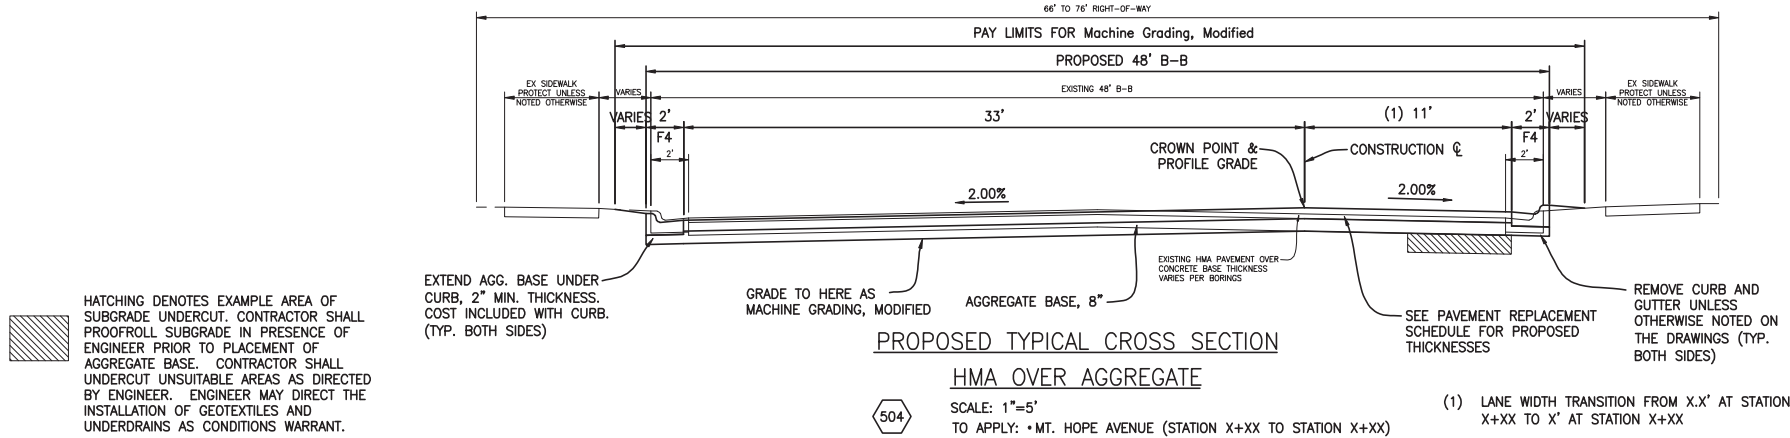 66' TO 76' RIGHT-OF-WAY
PAY LIMITS FOR Machine Grading, Modified
PROPOSED 48' B-B
EX SIDEWALK
PROTECT UNLESS
NOTED OTHERWISE
VARIES
EXISTING 48' B-B
VARIES
EX SIDEWALK
PROTECT UNLESS
NOTED OTHERWISE
VARIES
2'
33'
(1) 11'
2'
VARIES
F4
F4
2'
2'
CROWN POINT &
PROFILE GRADE
CONSTRUCTION ℄
2.00%
2.00%
EXTEND AGG. BASE UNDER
CURB, 2" MIN. THICKNESS.
COST INCLUDED WITH CURB.
(TYP. BOTH SIDES)
GRADE TO HERE AS
MACHINE GRADING, MODIFIED
AGGREGATE BASE, 8"
EXISTING HMA PAVEMENT OVER
CONCRETE BASE THICKNESS
VARIES PER BORINGS
SEE PAVEMENT REPLACEMENT
SCHEDULE FOR PROPOSED
THICKNESSES
REMOVE CURB AND
GUTTER UNLESS
OTHERWISE NOTED ON
THE DRAWINGS (TYP.
BOTH SIDES)
HATCHING DENOTES EXAMPLE AREA OF
SUBGRADE UNDERCUT. CONTRACTOR SHALL
PROOFROLL SUBGRADE IN PRESENCE OF
ENGINEER PRIOR TO PLACEMENT OF
AGGREGATE BASE. CONTRACTOR SHALL
UNDERCUT UNSUITABLE AREAS AS DIRECTED
BY ENGINEER. ENGINEER MAY DIRECT THE
INSTALLATION OF GEOTEXTILES AND
UNDERDRAINS AS CONDITIONS WARRANT.
PROPOSED TYPICAL CROSS SECTION
HMA OVER AGGREGATE
504
SCALE: 1"=5'
TO APPLY: • MT. HOPE AVENUE (STATION X+XX TO STATION X+XX)
(1) LANE WIDTH TRANSITION FROM X.X' AT STATION
X+XX TO X' AT STATION X+XX